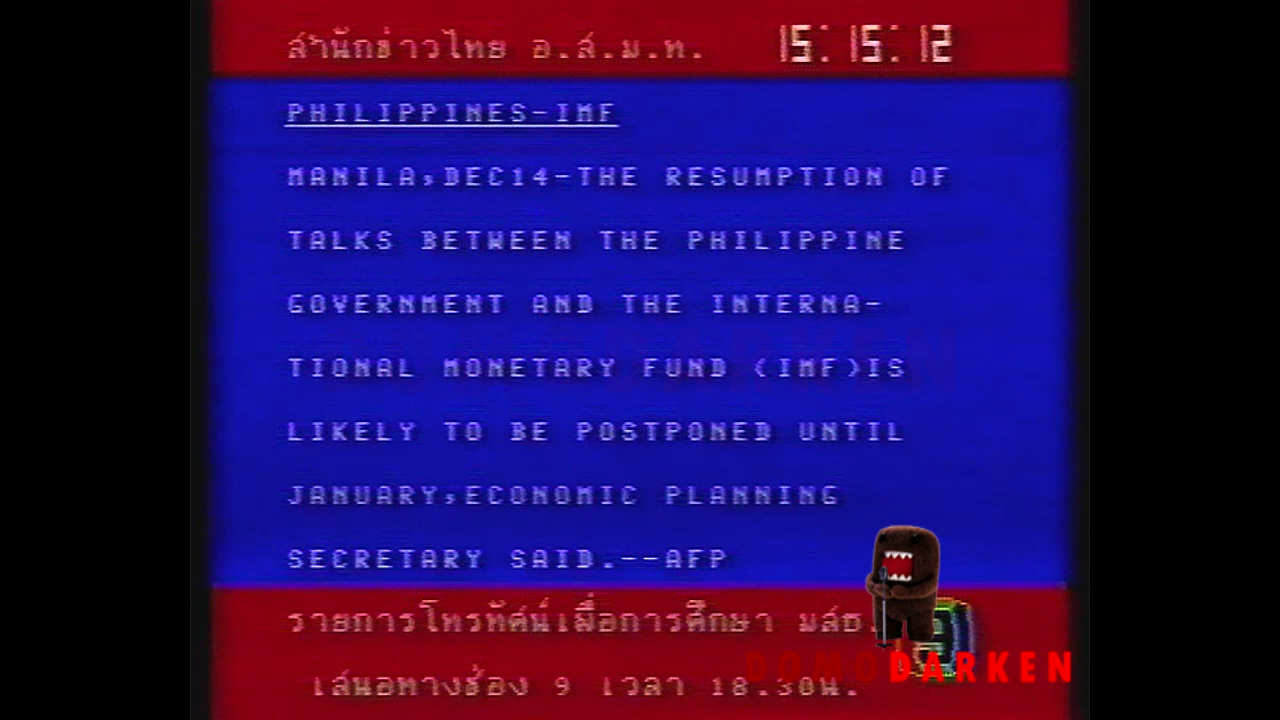 สำนักข่าวไทย อ.ส.ม.ท. 15:15:12
PHILIPPINES-IMF
MANILA,DEC14-THE RESUMPTION OF
TALKS BETWEEN THE PHILIPPINE
GOVERNMENT AND THE INTERNA-
TIONAL MONETARY FUND (IMF)IS
LIKELY TO BE POSTPONED UNTIL
JANUARY,ECONOMIC PLANNING
SECRETARY SAID.--AFP
รายการโทรทัศน์เพื่อการศึกษา มสธ.
เสนอทางช่อง 9 เวลา 18.30น.
DOMODARKEN